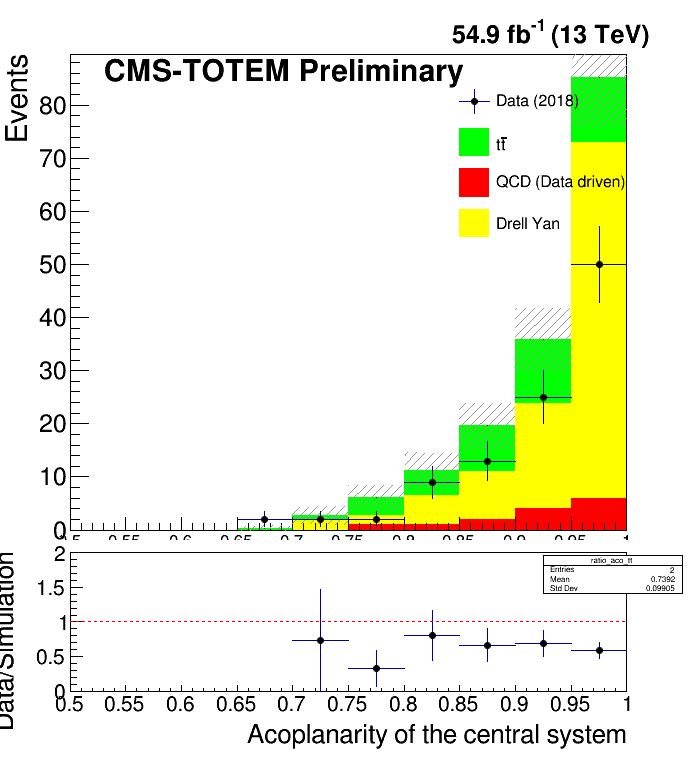 54.9 fb-1 (13 TeV)
CMS-TOTEM Preliminary
Events
Data (2018)
tt̄
QCD (Data driven)
Drell Yan
80
70
60
50
40
30
20
10
0
0.5 0.55 0.6 0.65 0.7 0.75 0.8 0.85 0.9 0.95 1
Data/Simulation
2
1.5
1
0.5
0
ratio_aco_tt
Entries 2
Mean 0.7392
Std Dev 0.09905
0.5 0.55 0.6 0.65 0.7 0.75 0.8 0.85 0.9 0.95 1
Acoplanarity of the central system